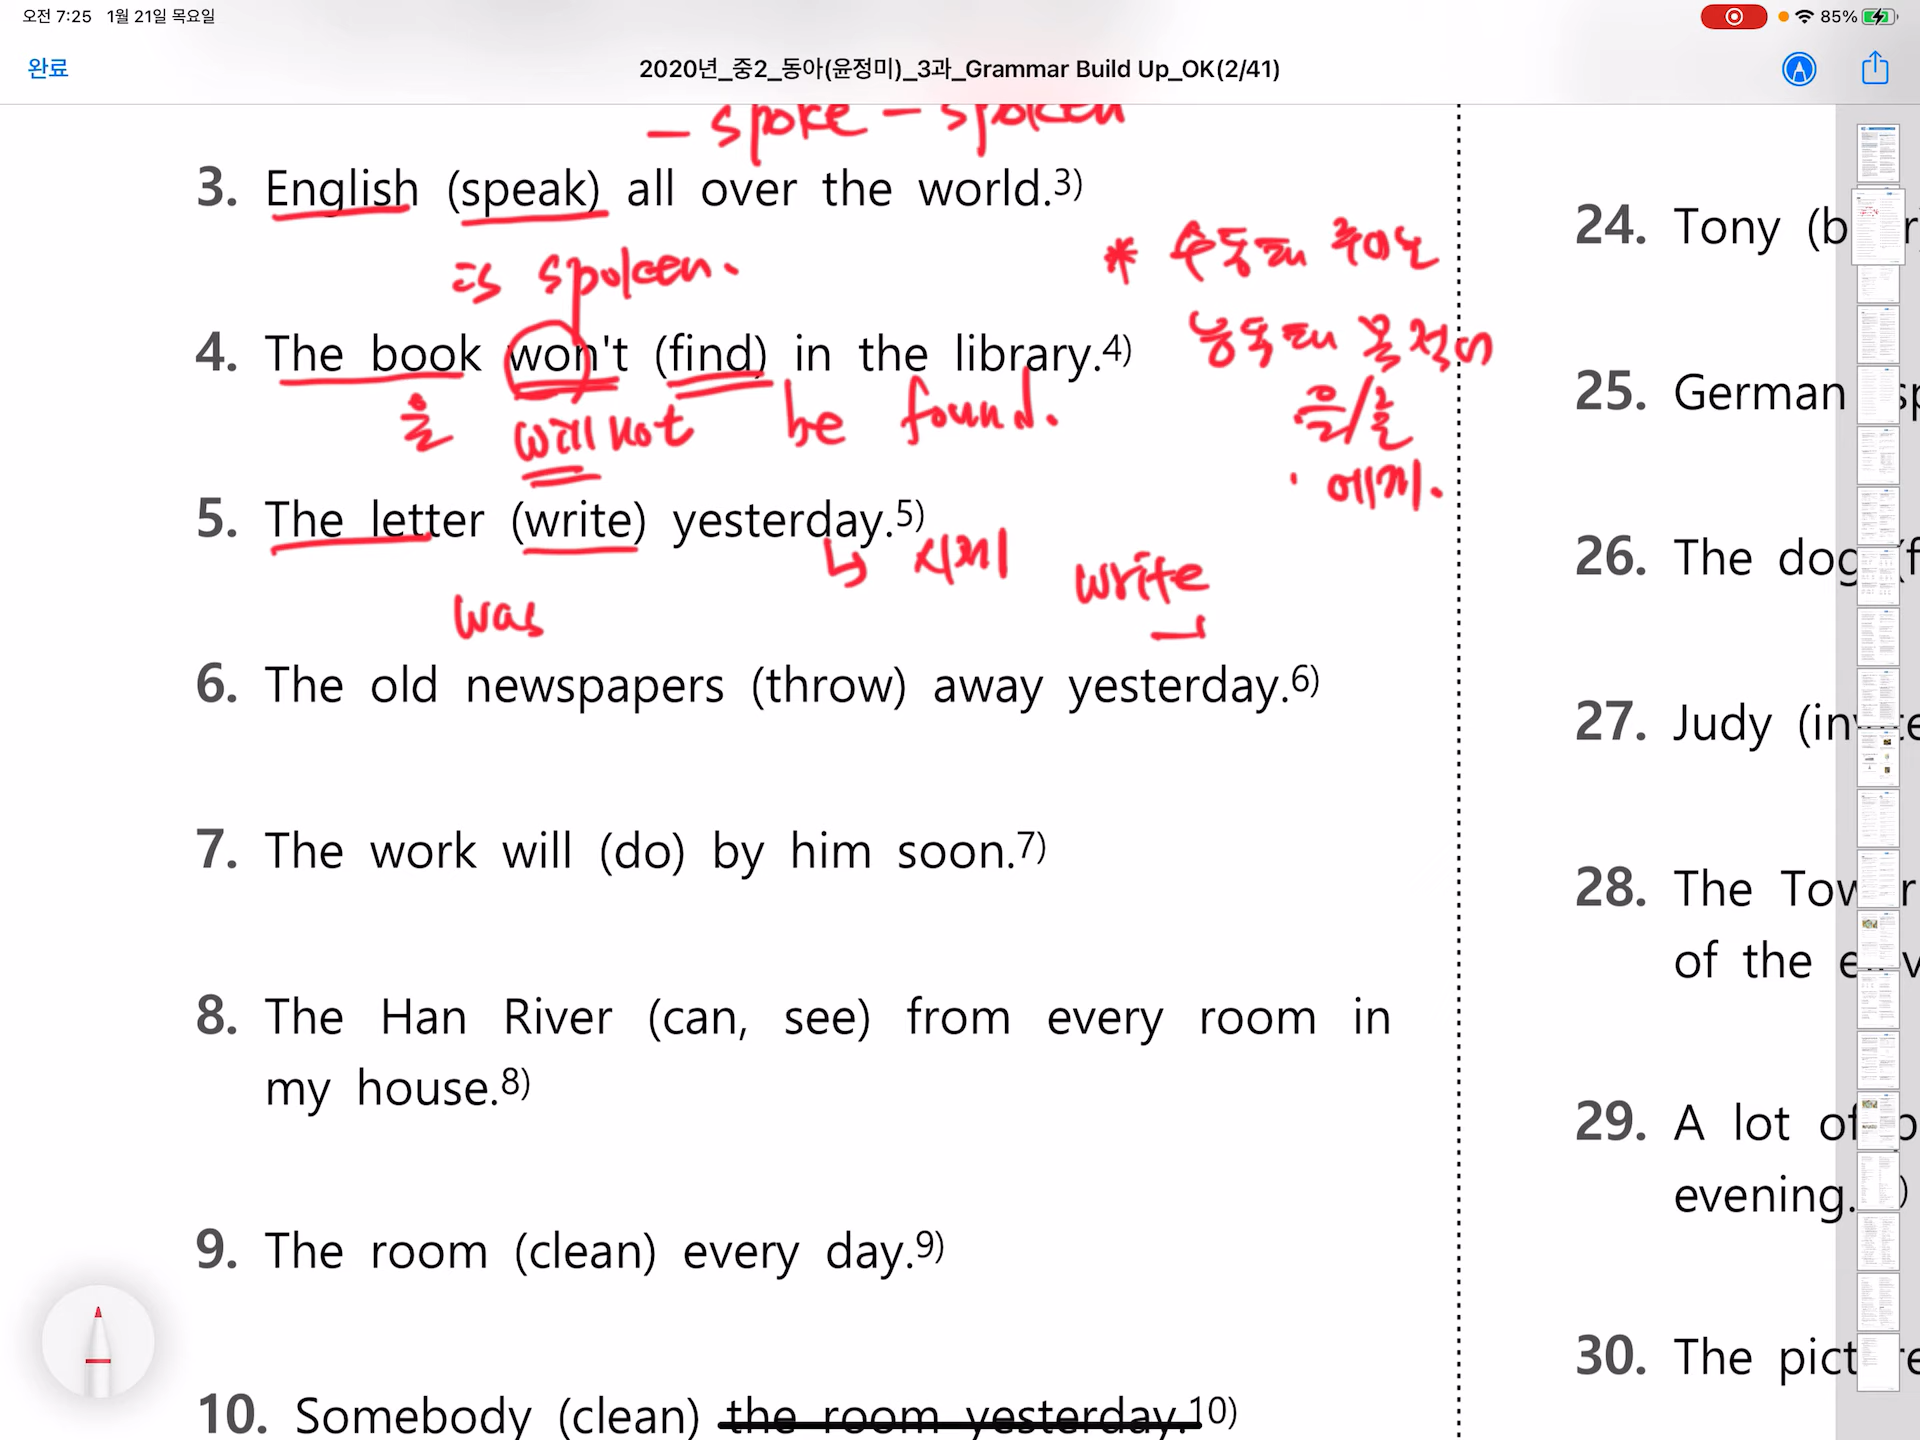 오전 7:25 1월 21일 목요일
85%
완료
2020년_중2_동아(윤정미)_3과_Grammar Build Up_OK(2/41)
- spoke - spoken
3. English (speak) all over the world.3)
is spoken.
* 수동태 주어는
능동태 목적어
을/를
에게.
4. The book won't (find) in the library.4)
을 will not be found.
5. The letter (write) yesterday.5)
↳ 시제 write
was
6. The old newspapers (throw) away yesterday.6)
7. The work will (do) by him soon.7)
8. The Han River (can, see) from every room in
my house.8)
9. The room (clean) every day.9)
10. Somebody (clean) the room yesterday.10)
24. Tony (b
25. German
26. The dog
27. Judy (inv
28. The Tow
of the e
29. A lot of
evening.
30. The pict